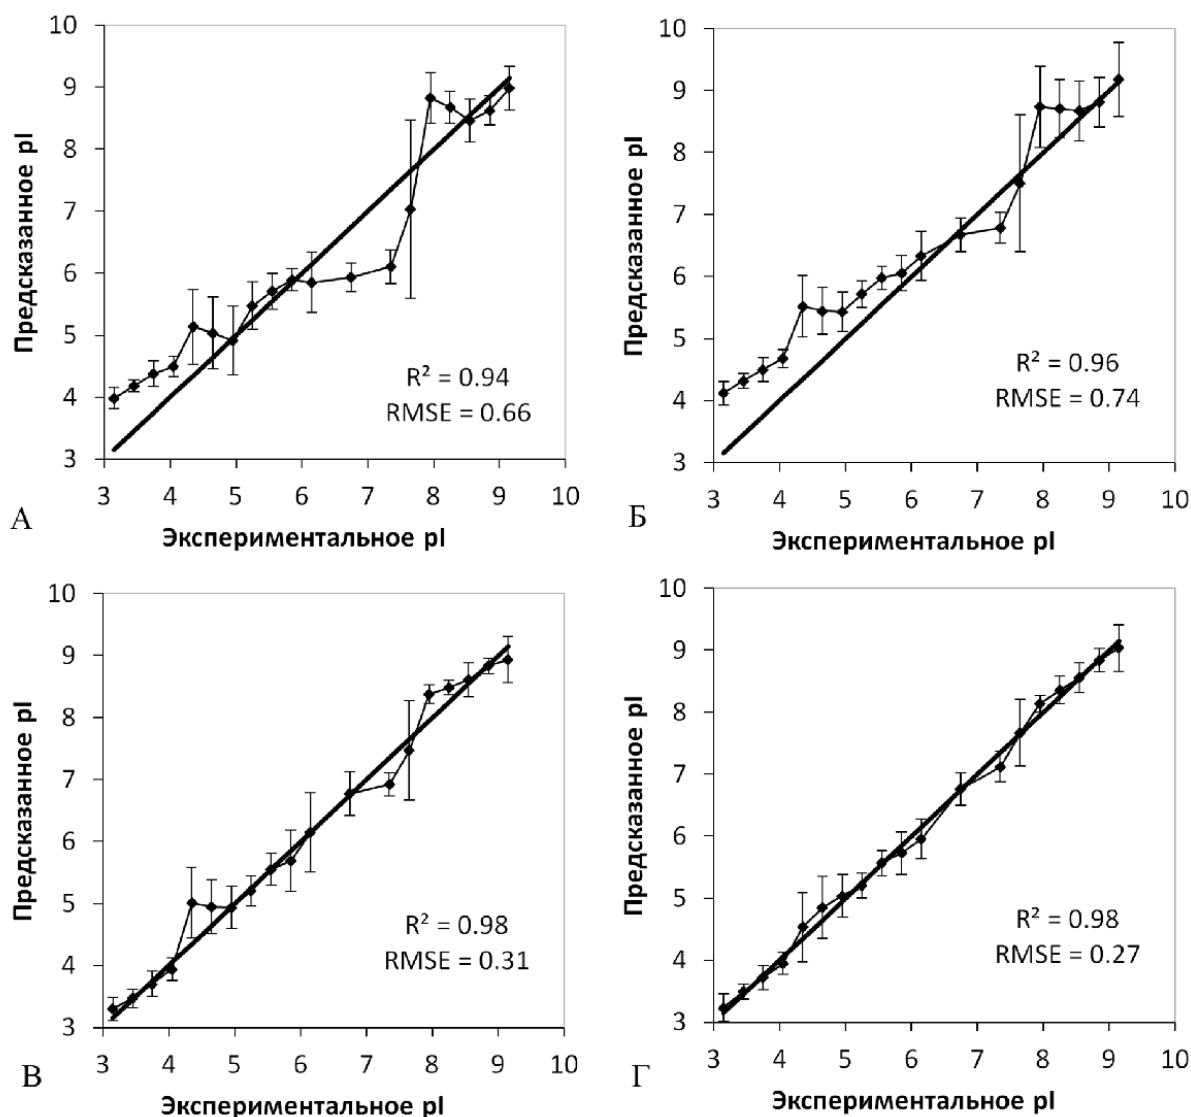 10
9
8
7
6
5
4
3
Предсказанное pI
R² = 0.94
RMSE = 0.66
3 4 5 6 7 8 9 10
Экспериментальное pI
А
10
9
8
7
6
5
4
3
Предсказанное pI
R² = 0.96
RMSE = 0.74
3 4 5 6 7 8 9 10
Экспериментальное pI
Б
10
9
8
7
6
5
4
3
Предсказанное pI
R² = 0.98
RMSE = 0.31
3 4 5 6 7 8 9 10
Экспериментальное pI
В
10
9
8
7
6
5
4
3
Предсказанное pI
R² = 0.98
RMSE = 0.27
3 4 5 6 7 8 9 10
Экспериментальное pI
Г